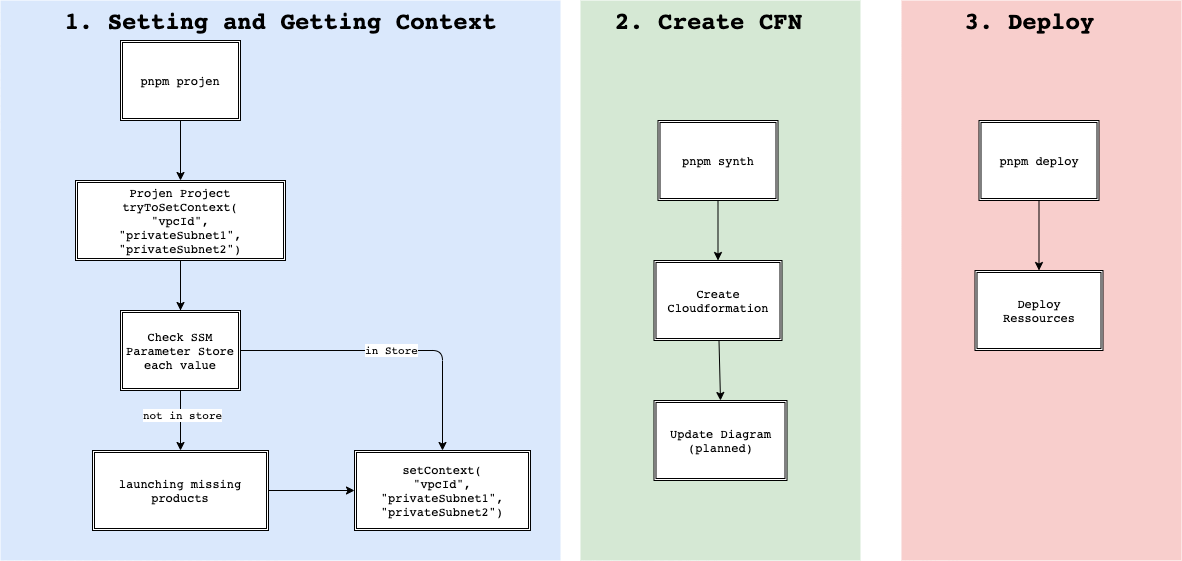 1. Setting and Getting Context
pnpm projen
Projen Project
tryToSetContext(
"vpcId",
"privateSubnet1",
"privateSubnet2")
Check SSM
Parameter Store
each value
in Store
not in store
launching missing
products
setContext(
"vpcId",
"privateSubnet1",
"privateSubnet2")
2. Create CFN
pnpm synth
Create
Cloudformation
Update Diagram
(planned)
3. Deploy
pnpm deploy
Deploy
Ressources